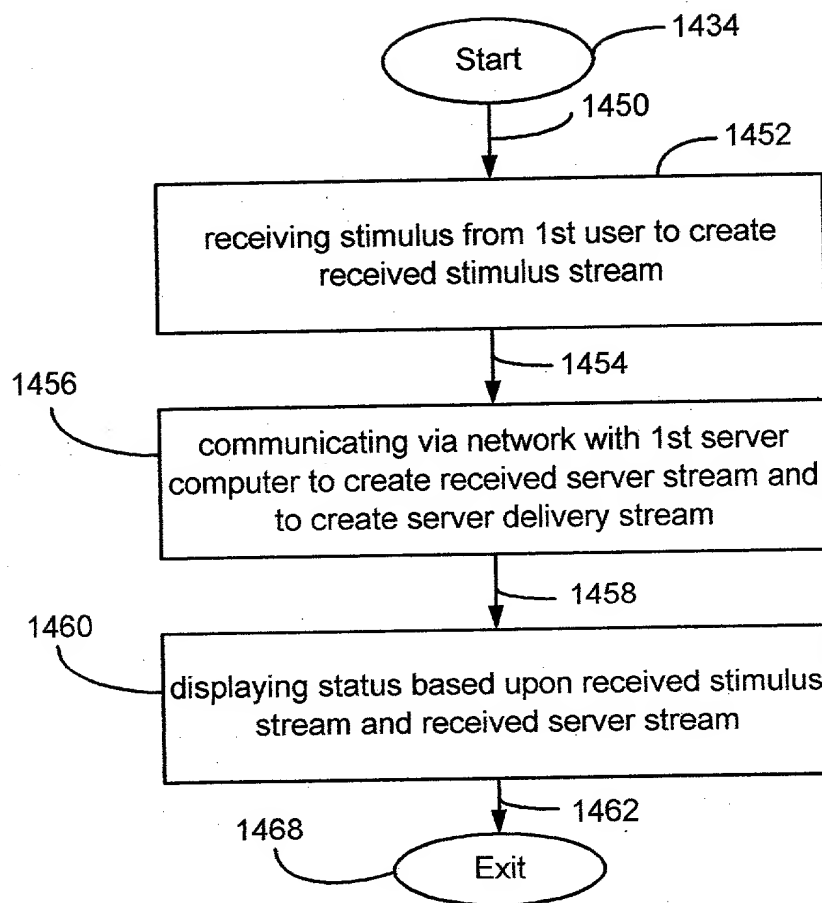 Start
1434
1450
1452
receiving stimulus from 1st user to create
received stimulus stream
1454
1456
communicating via network with 1st server
computer to create received server stream and
to create server delivery stream
1458
1460
displaying status based upon received stimulus
stream and received server stream
1462
1468
Exit